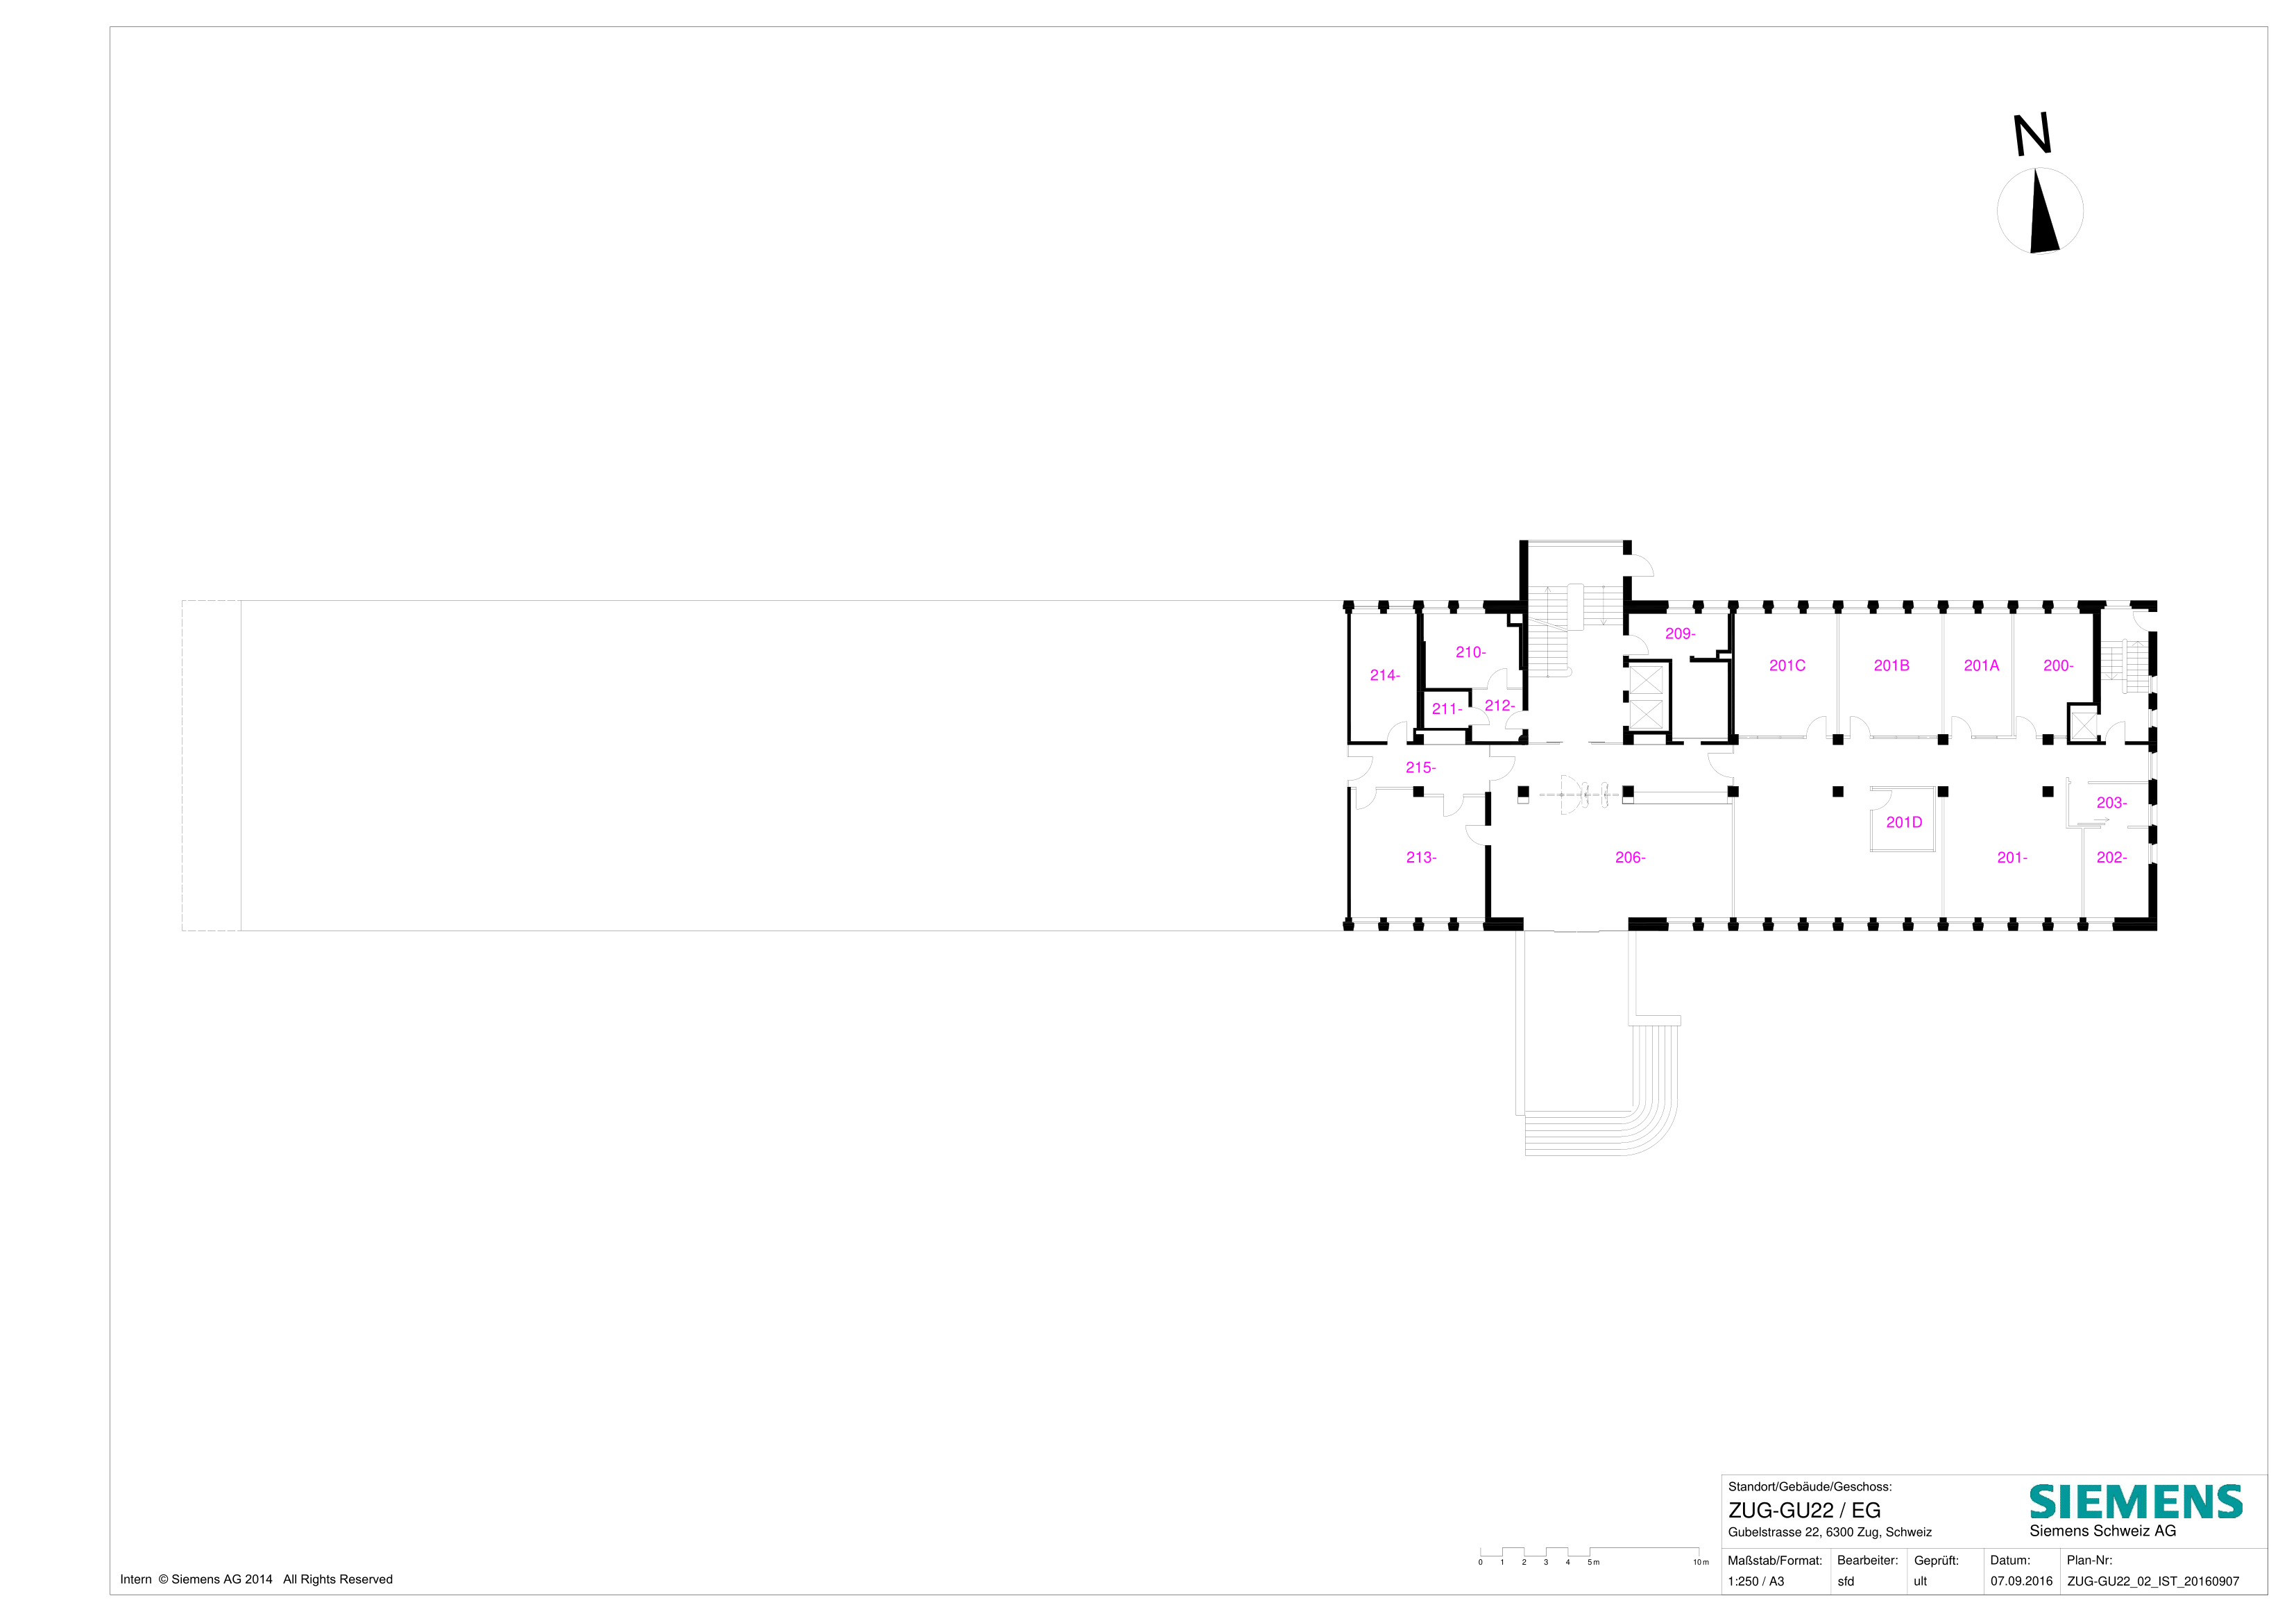 N
209-
210-
201C
201B
201A
200-
214-
211-
212-
215-
203-
201D
213-
206-
201-
202-
Standort/Gebäude/Geschoss:
SIEMENS
ZUG-GU22 / EG
Gubelstrasse 22, 6300 Zug, Schweiz
Siemens Schweiz AG
0 1 2 3 4 5 m 10 m
Maßstab/Format: Bearbeiter: Geprüft: Datum: Plan-Nr:
1:250 / A3 sfd ult 07.09.2016 ZUG-GU22_02_IST_20160907
Intern © Siemens AG 2014 All Rights Reserved